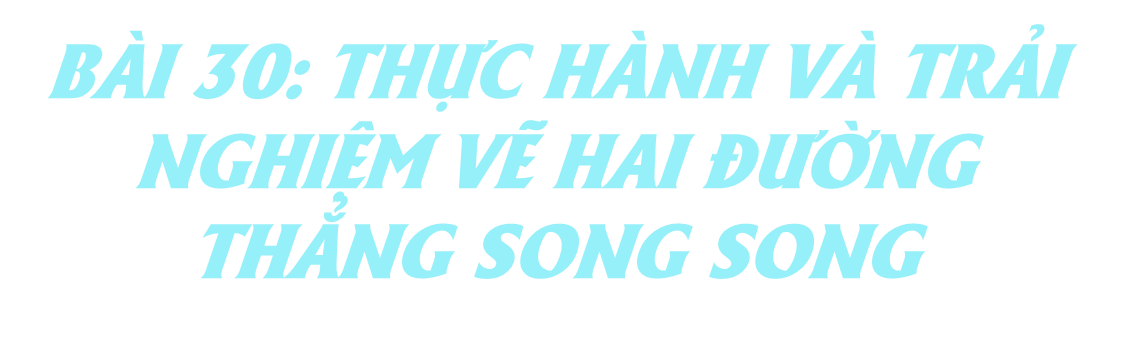 BÀI 30: THỰC HÀNH VÀ TRẢI
NGHIỆM VẼ HAI ĐƯỜNG
THẲNG SONG SONG